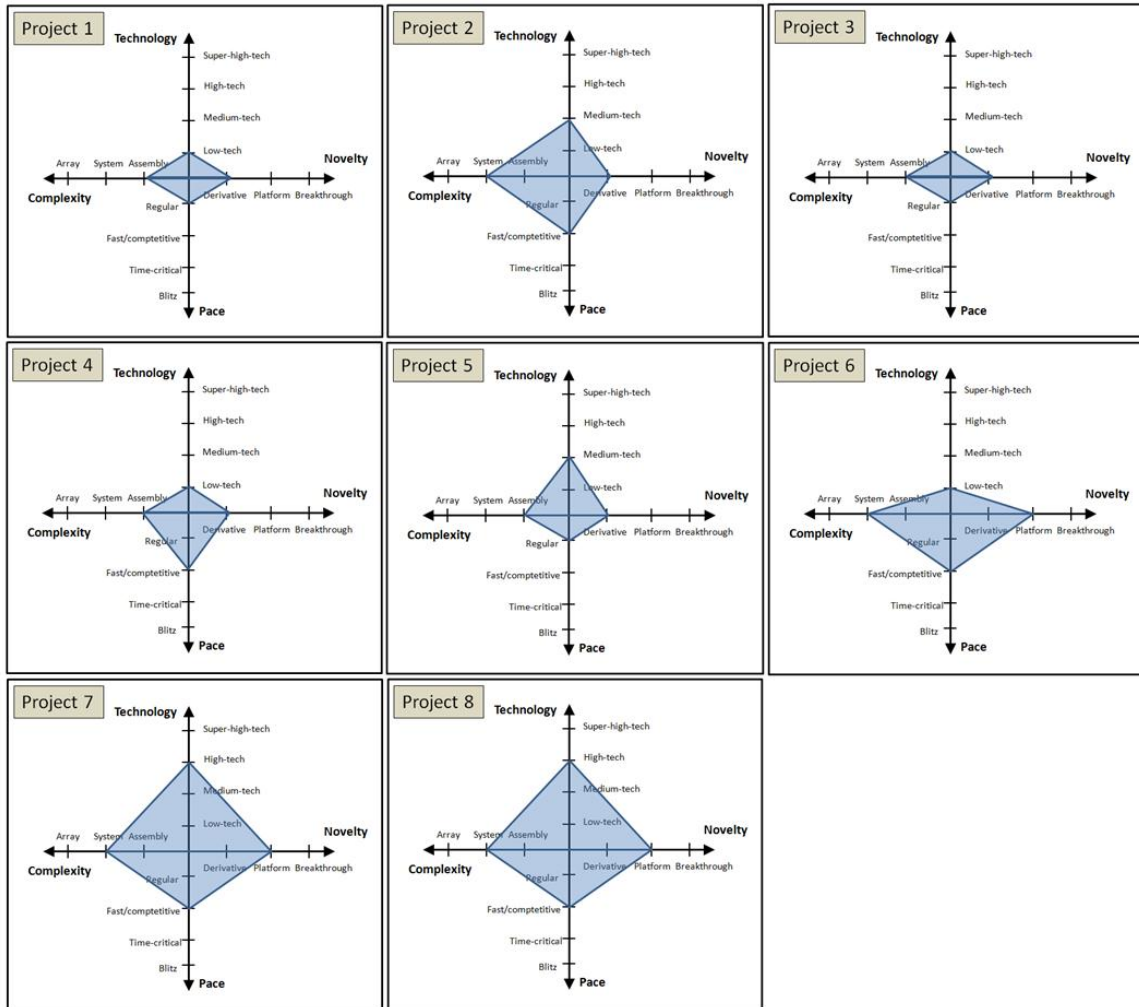 Project 1
Technology
Super-high-tech
High-tech
Medium-tech
Low-tech
Array System Assembly
Novelty
Complexity
Derivative Platform Breakthrough
Regular
Fast/comptetitive
Time-critical
Blitz
Pace
Project 2
Technology
Super-high-tech
High-tech
Medium-tech
Low-tech
Array System Assembly
Novelty
Complexity
Derivative Platform Breakthrough
Regular
Fast/comptetitive
Time-critical
Blitz
Pace
Project 3
Technology
Super-high-tech
High-tech
Medium-tech
Low-tech
Array System Assembly
Novelty
Complexity
Derivative Platform Breakthrough
Regular
Fast/comptetitive
Time-critical
Blitz
Pace
Project 4
Technology
Super-high-tech
High-tech
Medium-tech
Low-tech
Array System Assembly
Novelty
Complexity
Derivative Platform Breakthrough
Regular
Fast/comptetitive
Time-critical
Blitz
Pace
Project 5
Technology
Super-high-tech
High-tech
Medium-tech
Low-tech
Array System Assembly
Novelty
Complexity
Derivative Platform Breakthrough
Regular
Fast/comptetitive
Time-critical
Blitz
Pace
Project 6
Technology
Super-high-tech
High-tech
Medium-tech
Low-tech
Array System Assembly
Novelty
Complexity
Derivative Platform Breakthrough
Regular
Fast/comptetitive
Time-critical
Blitz
Pace
Project 7
Technology
Super-high-tech
High-tech
Medium-tech
Low-tech
Array System Assembly
Novelty
Complexity
Derivative Platform Breakthrough
Regular
Fast/comptetitive
Time-critical
Blitz
Pace
Project 8
Technology
Super-high-tech
High-tech
Medium-tech
Low-tech
Array System Assembly
Novelty
Complexity
Derivative Platform Breakthrough
Regular
Fast/comptetitive
Time-critical
Blitz
Pace